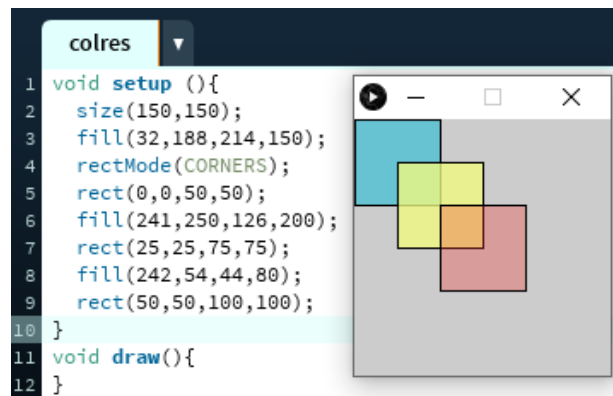 colres
1 void setup (){
2 size(150,150);
3 fill(32,188,214,150);
4 rectMode(CORNERS);
5 rect(0,0,50,50);
6 fill(241,250,126,200);
7 rect(25,25,75,75);
8 fill(242,54,44,80);
9 rect(50,50,100,100);
10 }
11 void draw(){
12 }